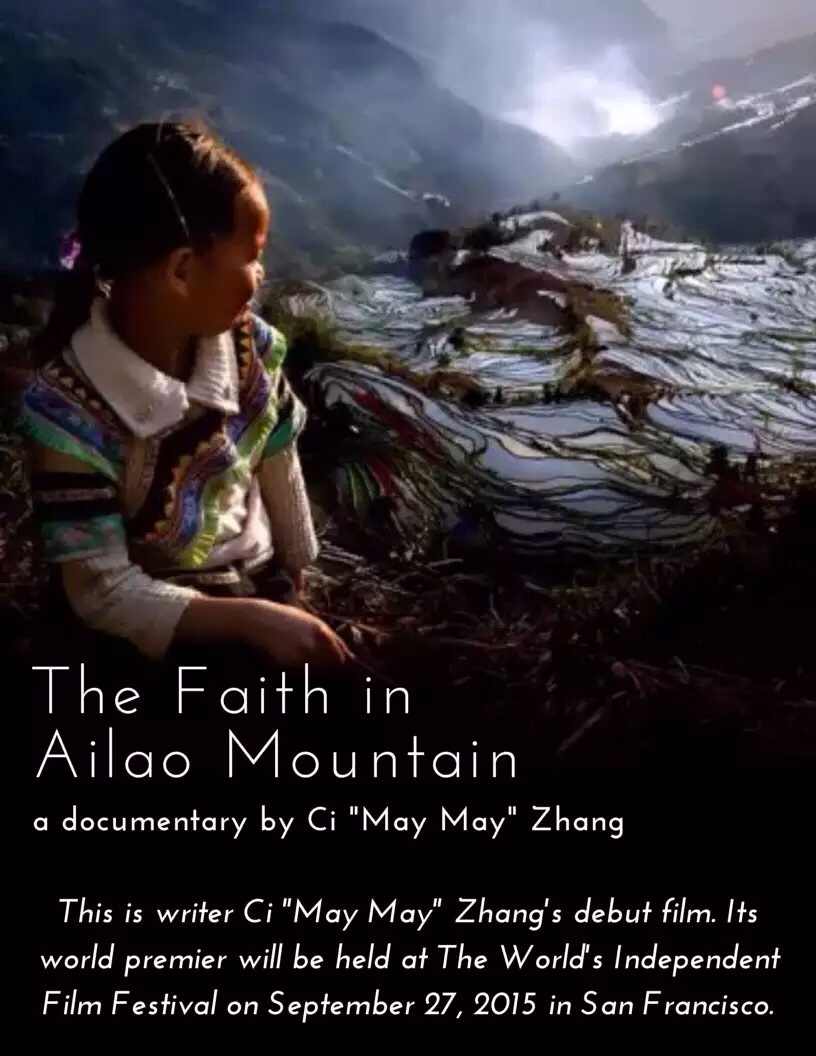 The Faith in
Ailao Mountain
a documentary by Ci "May May" Zhang
This is writer Ci "May May" Zhang's debut film. Its
world premier will be held at The World's Independent
Film Festival on September 27, 2015 in San Francisco.